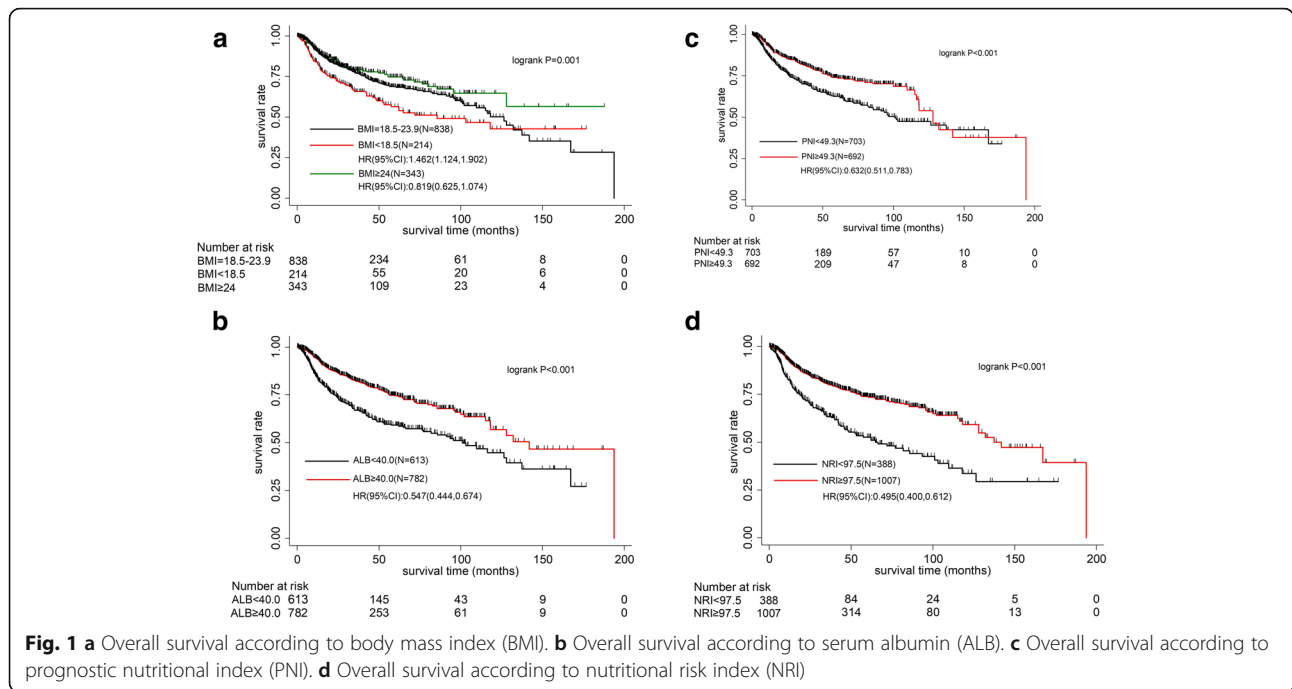 a
logrank P=0.001
survival rate
0.00 0.25 0.50 0.75 1.00
BMI=18.5-23.9(N=838)
BMI<18.5(N=214)
HR(95%CI):1.462(1.124,1.902)
BMI≥24(N=343)
HR(95%CI):0.819(0.625,1.074)
0 50 100 150 200
survival time (months)
Number at risk
BMI=18.5-23.9 838 234 61 8 0
BMI<18.5 214 55 20 6 0
BMI≥24 343 109 23 4 0
c
logrank P<0.001
survival rate
0.00 0.25 0.50 0.75 1.00
PNI<49.3(N=703)
PNI≥49.3(N=692)
HR(95%CI):0.632(0.511,0.783)
0 50 100 150 200
survival time (months)
Number at risk
PNI<49.3 703 189 57 10 0
PNI≥49.3 692 209 47 8 0
b
logrank P<0.001
survival rate
0.00 0.25 0.50 0.75 1.00
ALB<40.0(N=613)
ALB≥40.0(N=782)
HR(95%CI):0.547(0.444,0.674)
0 50 100 150 200
survival time (months)
Number at risk
ALB<40.0 613 145 43 9 0
ALB≥40.0 782 253 61 9 0
d
logrank P<0.001
survival rate
0.00 0.25 0.50 0.75 1.00
NRI<97.5(N=388)
NRI≥97.5(N=1007)
HR(95%CI):0.495(0.400,0.612)
0 50 100 150 200
survival time (months)
Number at risk
NRI<97.5 388 84 24 5 0
NRI≥97.5 1007 314 80 13 0
Fig. 1 a Overall survival according to body mass index (BMI). b Overall survival according to serum albumin (ALB). c Overall survival according to
prognostic nutritional index (PNI). d Overall survival according to nutritional risk index (NRI)